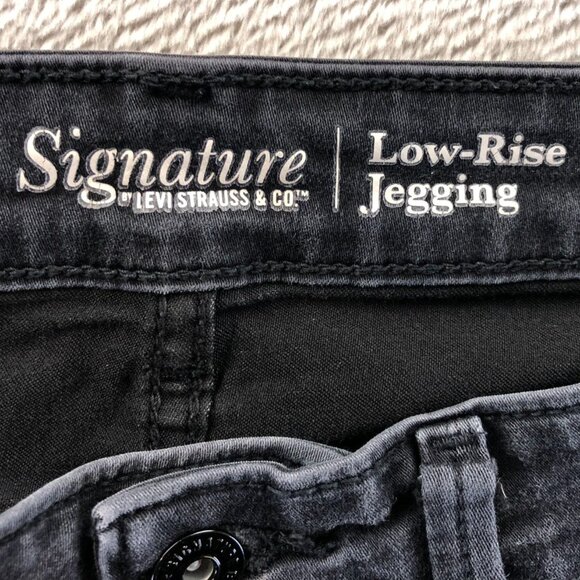 Signature
BY LEVI STRAUSS & CO.™
Low-Rise
Jegging